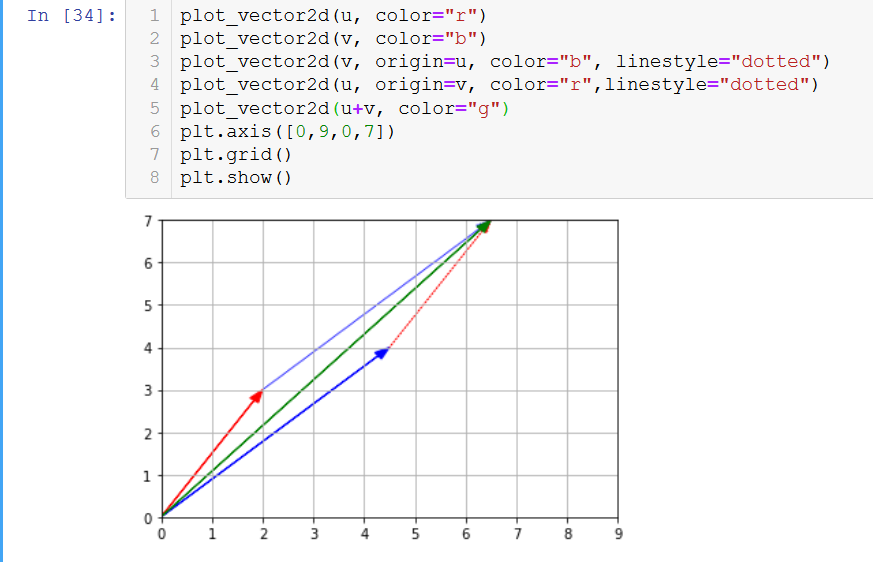 In [34]:
1 plot_vector2d(u, color="r")
2 plot_vector2d(v, color="b")
3 plot_vector2d(v, origin=u, color="b", linestyle="dotted")
4 plot_vector2d(u, origin=v, color="r",linestyle="dotted")
5 plot_vector2d(u+v, color="g")
6 plt.axis([0,9,0,7])
7 plt.grid()
8 plt.show()
7
6
5
4
3
2
1
0
0 1 2 3 4 5 6 7 8 9